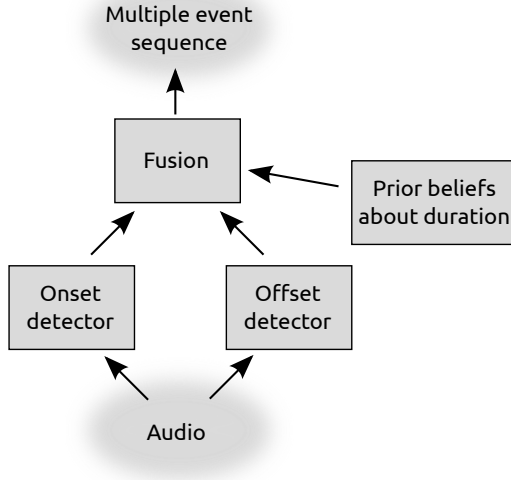 Multiple event
sequence
Fusion
Prior beliefs
about duration
Onset
detector
Offset
detector
Audio